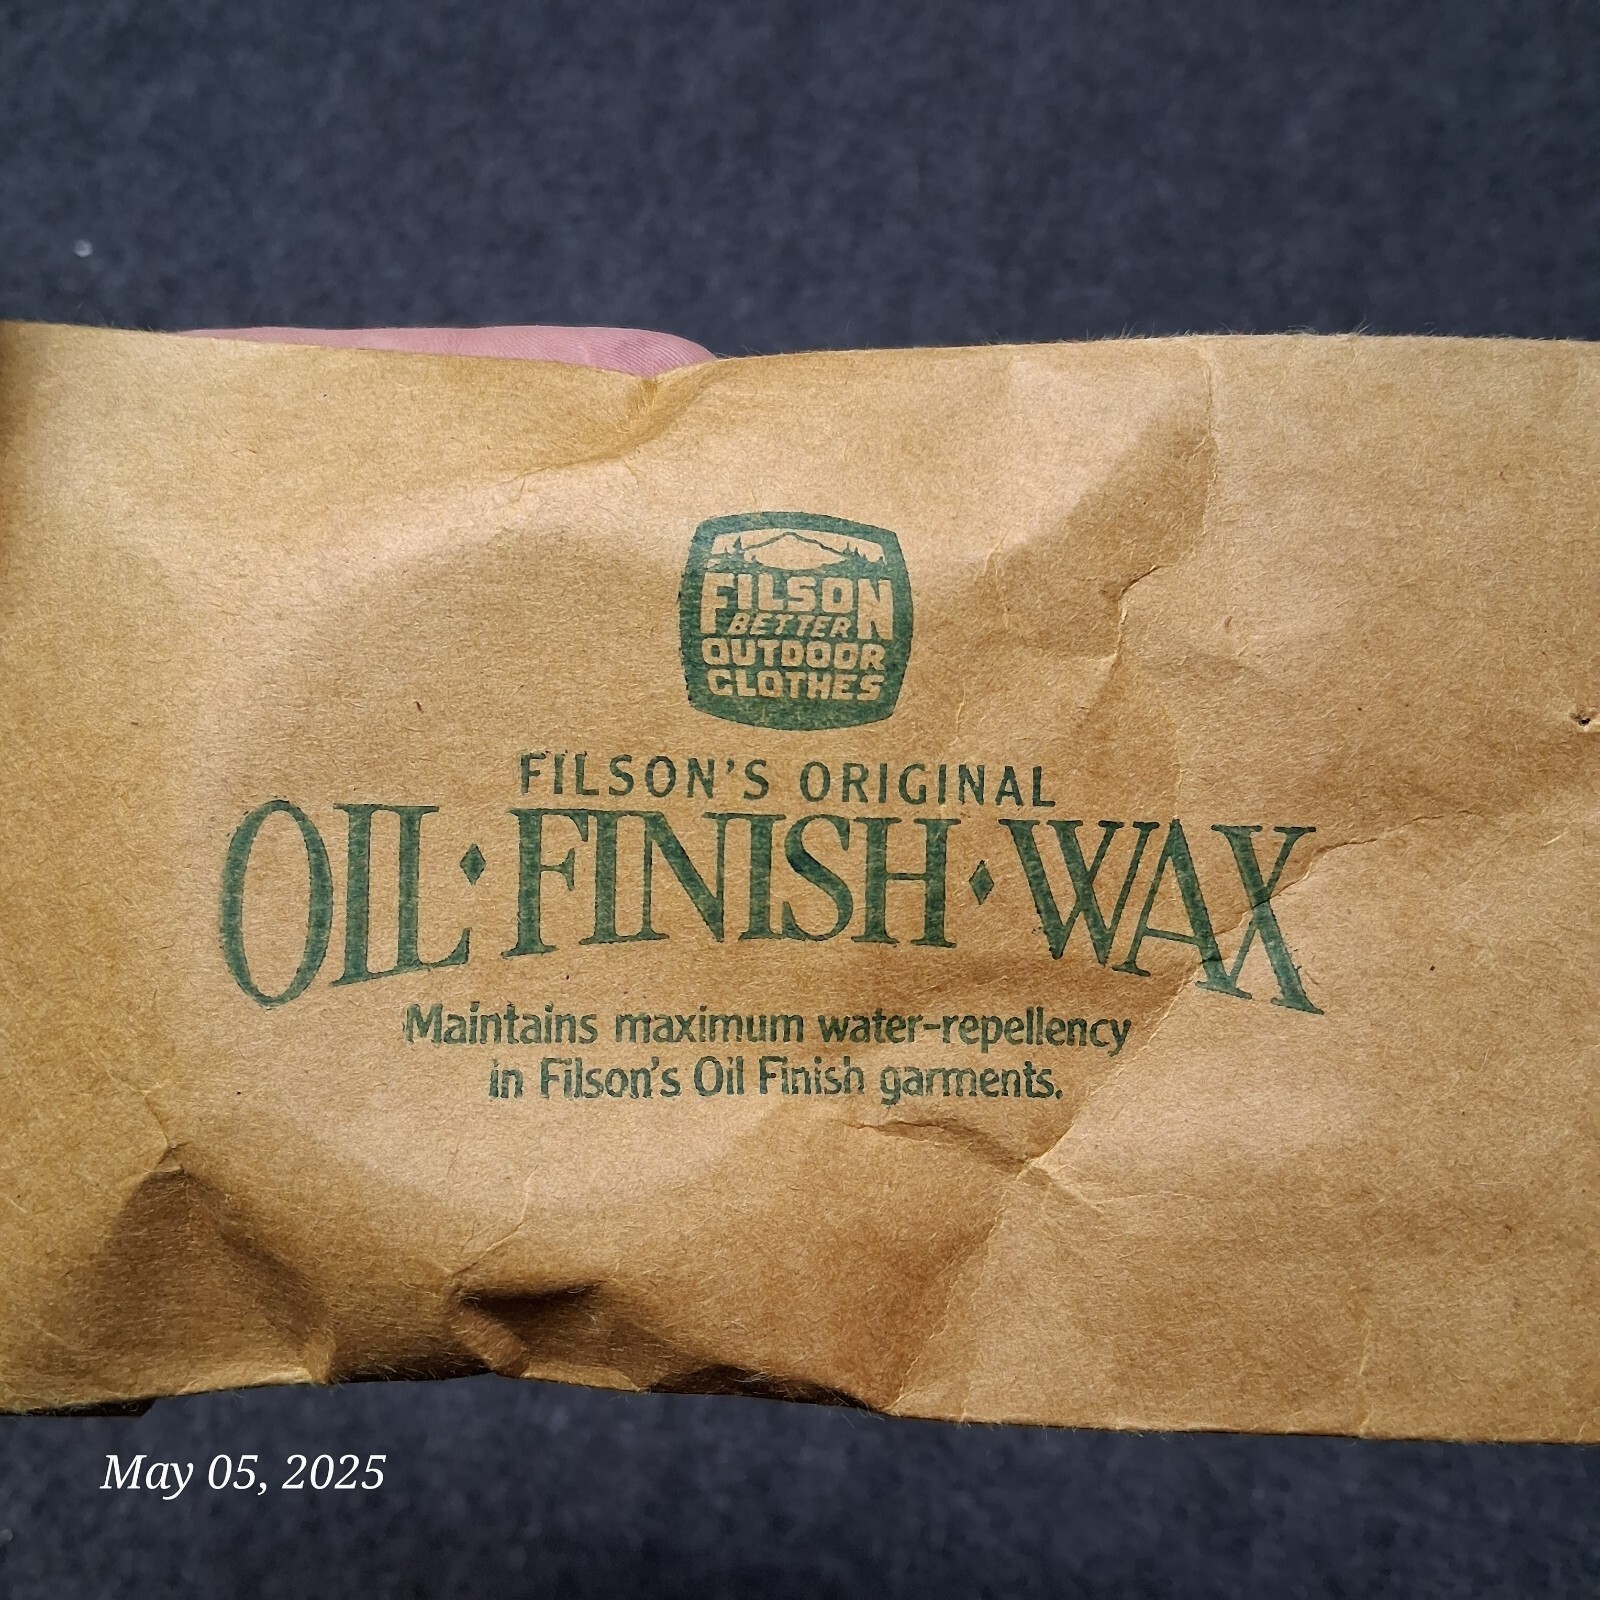 FILSON
BETTER
OUTDOOR
CLOTHES
FILSON'S ORIGINAL
OIL♦FINISH♦WAX
Maintains maximum water-repellency
in Filson's Oil Finish garments.
May 05, 2025